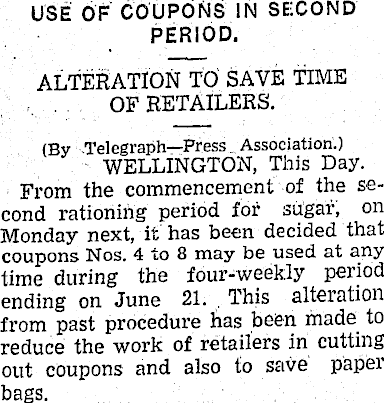 USE OF COUPONS IN SECOND
PERIOD.
ALTERATION TO SAVE TIME
OF RETAILERS.
(By Telegraph—Press Association.)
WELLINGTON, This Day.
From the commencement of the se-
cond rationing period for sugar, on
Monday next, it has been decided that
coupons Nos. 4 to 8 may be used at any
time during the four-weekly period
ending on June 21. This alteration
from past procedure has been made to
reduce the work of retailers in cutting
out coupons and also to save paper
bags.